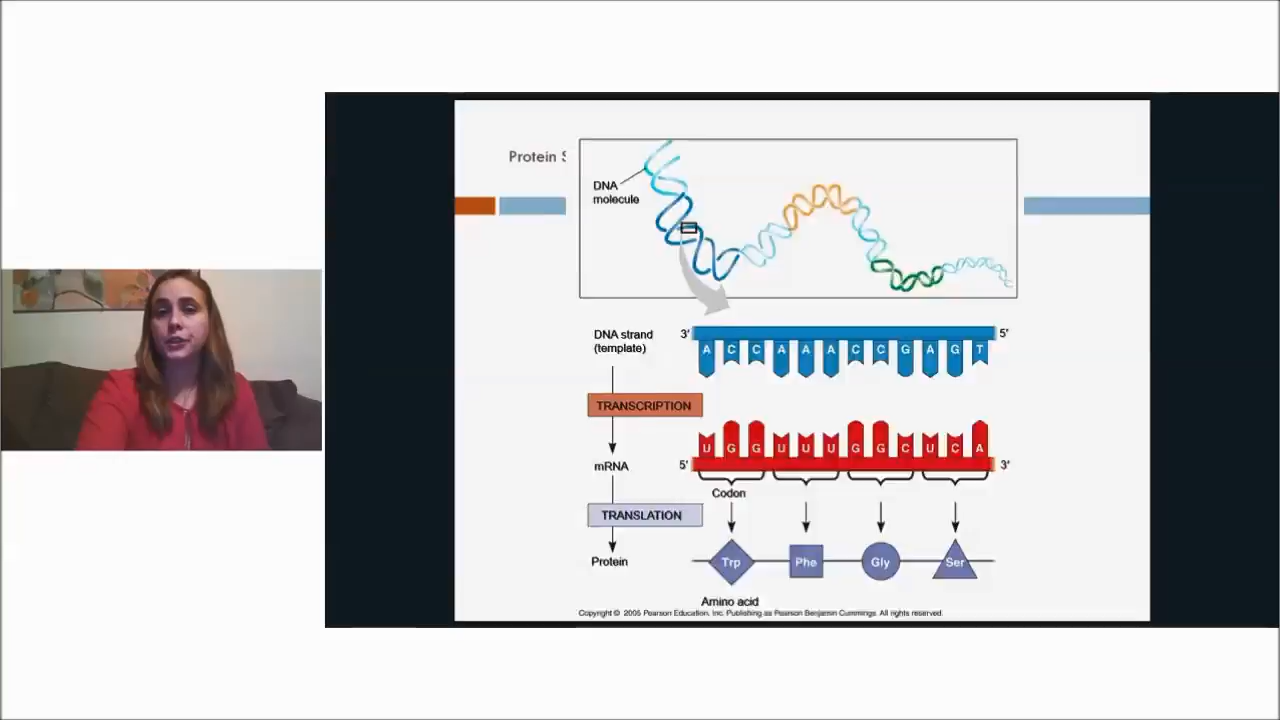 Protein S
DNA
molecule
DNA strand
(template)
3'
5'
A C C A A A C C G A G T
TRANSCRIPTION
U G G U U U G G C U C A
mRNA
5'
3'
Codon
TRANSLATION
Protein
Trp Phe Gly Ser
Amino acid
Copyright © 2005 Pearson Education, Inc. Publishing as Pearson Benjamin Cummings. All rights reserved.